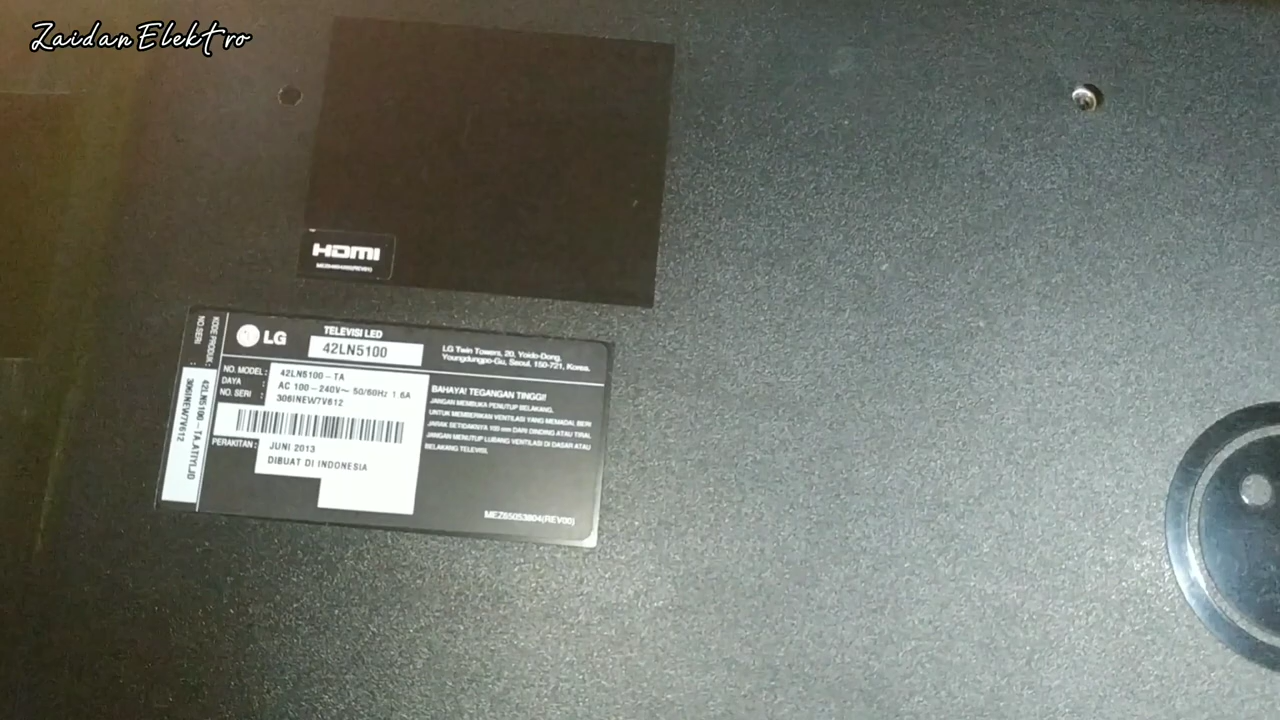 ZaidanElektro
HDMI
LG
TELEVISI LED
42LN5100
LG Twin Towers, 20, Yoido-Dong,
Youngdungpo-Gu, Seoul, 150-721, Korea.
KODE PRODUK :
NO.SERI :
42LN5100-TA.ATIYLJD
306INEW7V612
NO. MODEL : 42LN5100-TA
DAYA : AC 100-240V~ 50/60Hz 1.6A
NO. SERI : 306INEW7V612
PERAKITAN : JUNI 2013
DIBUAT DI INDONESIA
BAHAYA! TEGANGAN TINGGI!
JANGAN MEMBUKA PENUTUP BELAKANG.
UNTUK MEMBERIKAN VENTILASI YANG MEMADAI, BERI
JARAK SETIDAKNYA 100 mm DARI DINDING ATAU TIRAI.
JANGAN MENUTUP LUBANG VENTILASI DI DASAR ATAU
BELAKANG TELEVISI.
MEZ65053804(REV00)